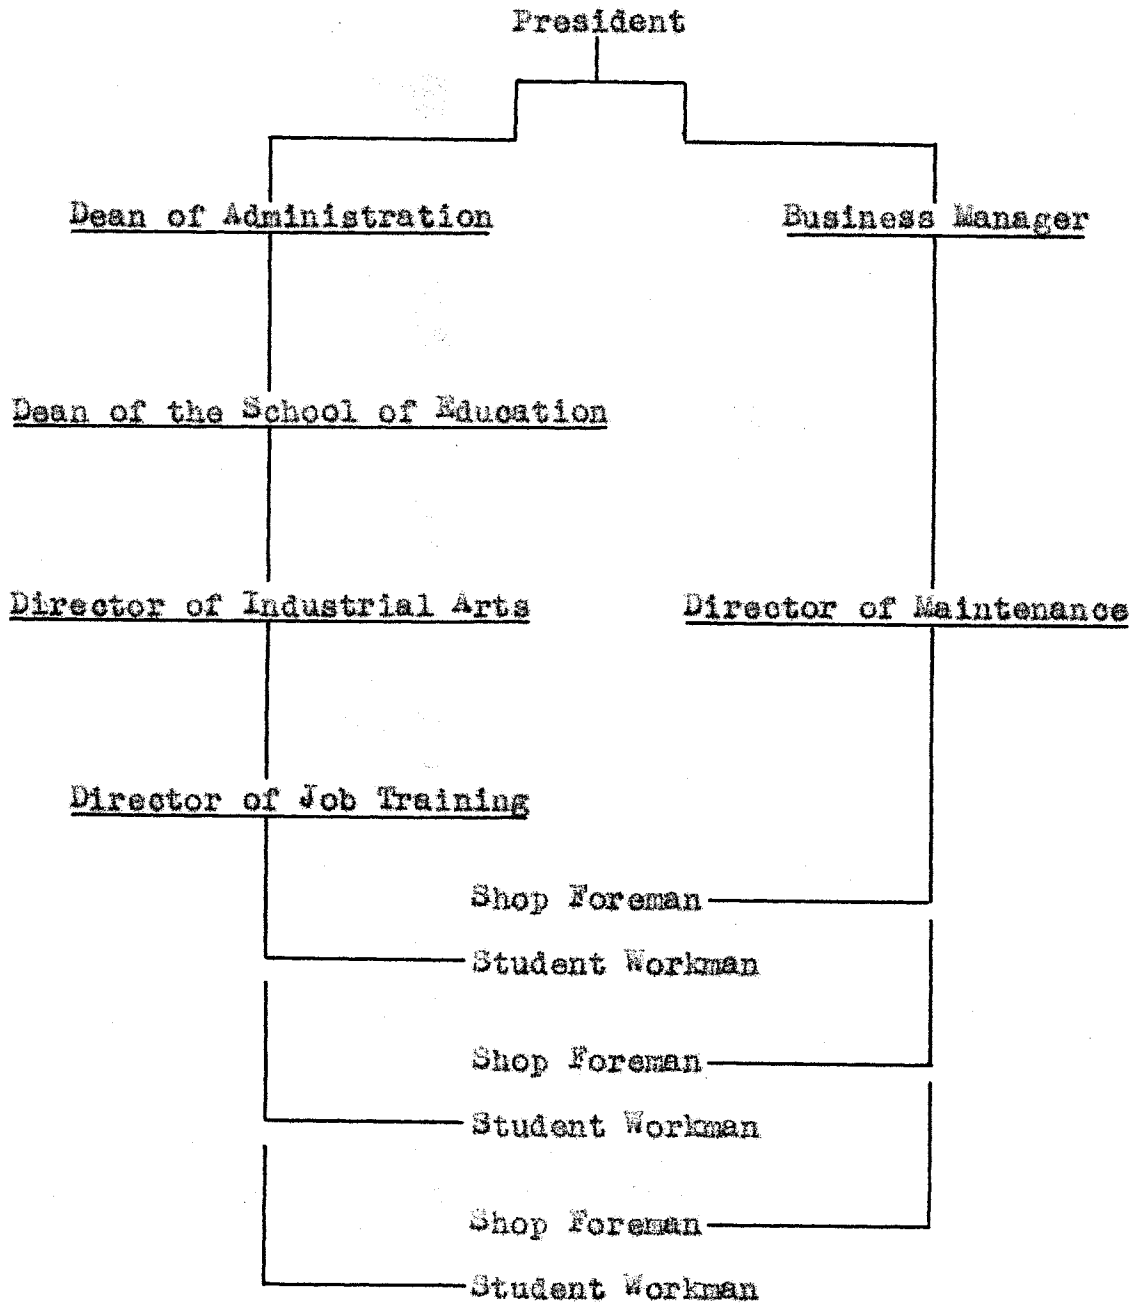 President
Dean of Administration
Business Manager
Dean of the School of Education
Director of Industrial Arts
Director of Maintenance
Director of Job Training
Shop Foreman
Student Workman
Shop Foreman
Student Workman
Shop Foreman
Student Workman